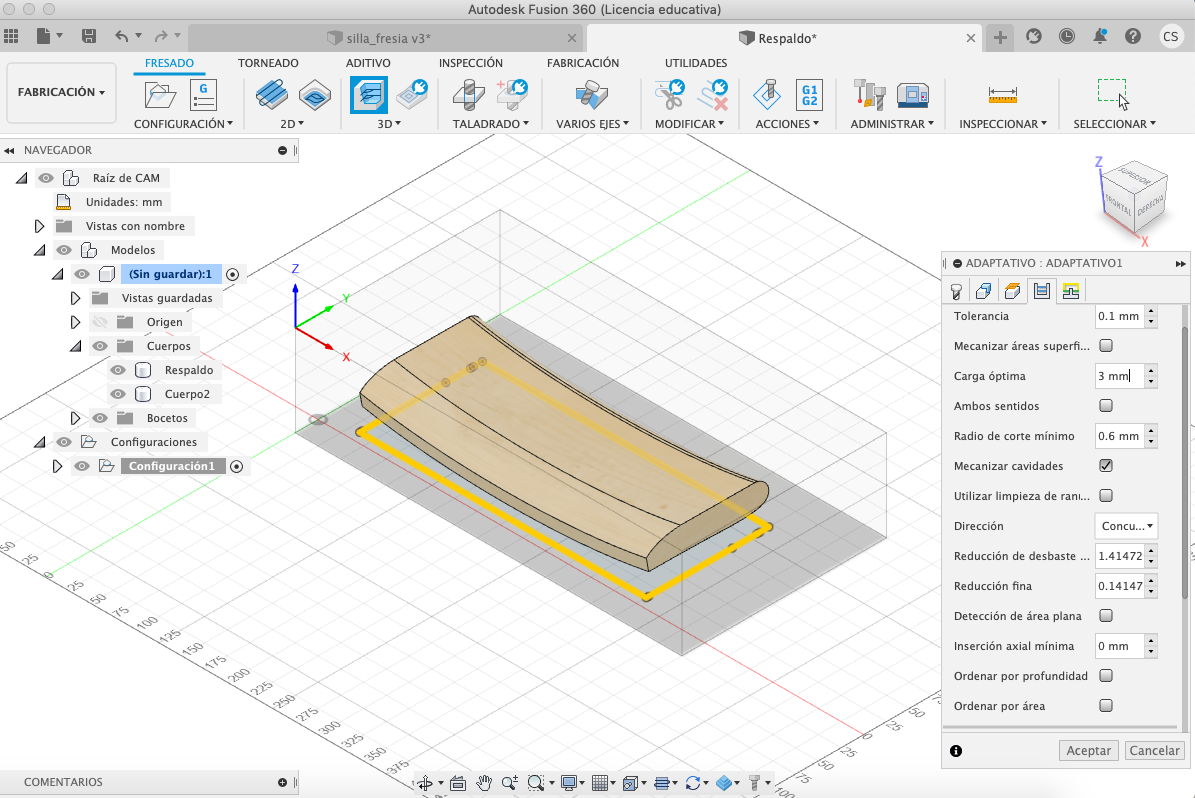 Autodesk Fusion 360 (Licencia educativa)
silla_fresia v3*
Respaldo*
CS
FABRICACIÓN
FRESADO
TORNEADO
ADITIVO
INSPECCIÓN
FABRICACIÓN
UTILIDADES
G
G1
G2
CONFIGURACIÓN
2D
3D
TALADRADO
VARIOS EJES
MODIFICAR
ACCIONES
ADMINISTRAR
INSPECCIONAR
SELECCIONAR
NAVEGADOR
Raíz de CAM
Unidades: mm
Vistas con nombre
Modelos
(Sin guardar):1
Vistas guardadas
Origen
Cuerpos
Respaldo
Cuerpo2
Bocetos
Configuraciones
Configuración1
Z
Y
X
Z
SUPERIOR
FRONTAL
DERECHA
X
50
25
0
25
50
75
100
125
150
175
200
225
250
275
300
325
350
375
0
25
50
25
50
75
100
ADAPTATIVO : ADAPTATIVO1
Tolerancia 0.1 mm
Mecanizar áreas superfi...
Carga óptima 3 mm
Ambos sentidos
Radio de corte mínimo 0.6 mm
Mecanizar cavidades
Utilizar limpieza de ranu...
Dirección Concu...
Reducción de desbaste ... 1.41472
Reducción fina 0.14147
Detección de área plana
Inserción axial mínima 0 mm
Ordenar por profundidad
Ordenar por área
Aceptar
Cancelar
COMENTARIOS